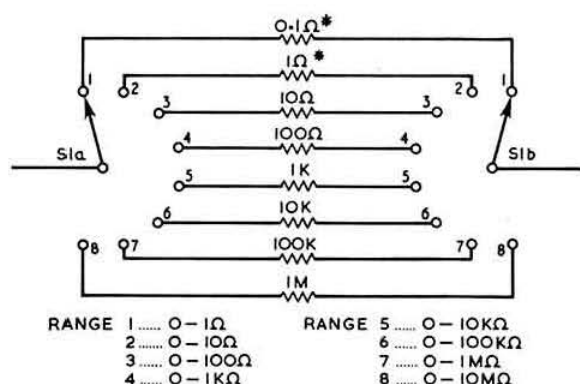 0.1Ω*
1 1
1Ω*
2 2
10Ω
3 3
100Ω
4 4
S1a S1b
1K
5 5
10K
6 6
8 7 100K 7 8
1M
RANGE 1 ...... 0-1Ω
2 ..... 0-10Ω
3 ..... 0-100Ω
4 ..... 0-1KΩ
RANGE 5 ..... 0-10KΩ
6 ..... 0-100KΩ
7 ..... 0-1MΩ
8 ..... 0-10MΩ